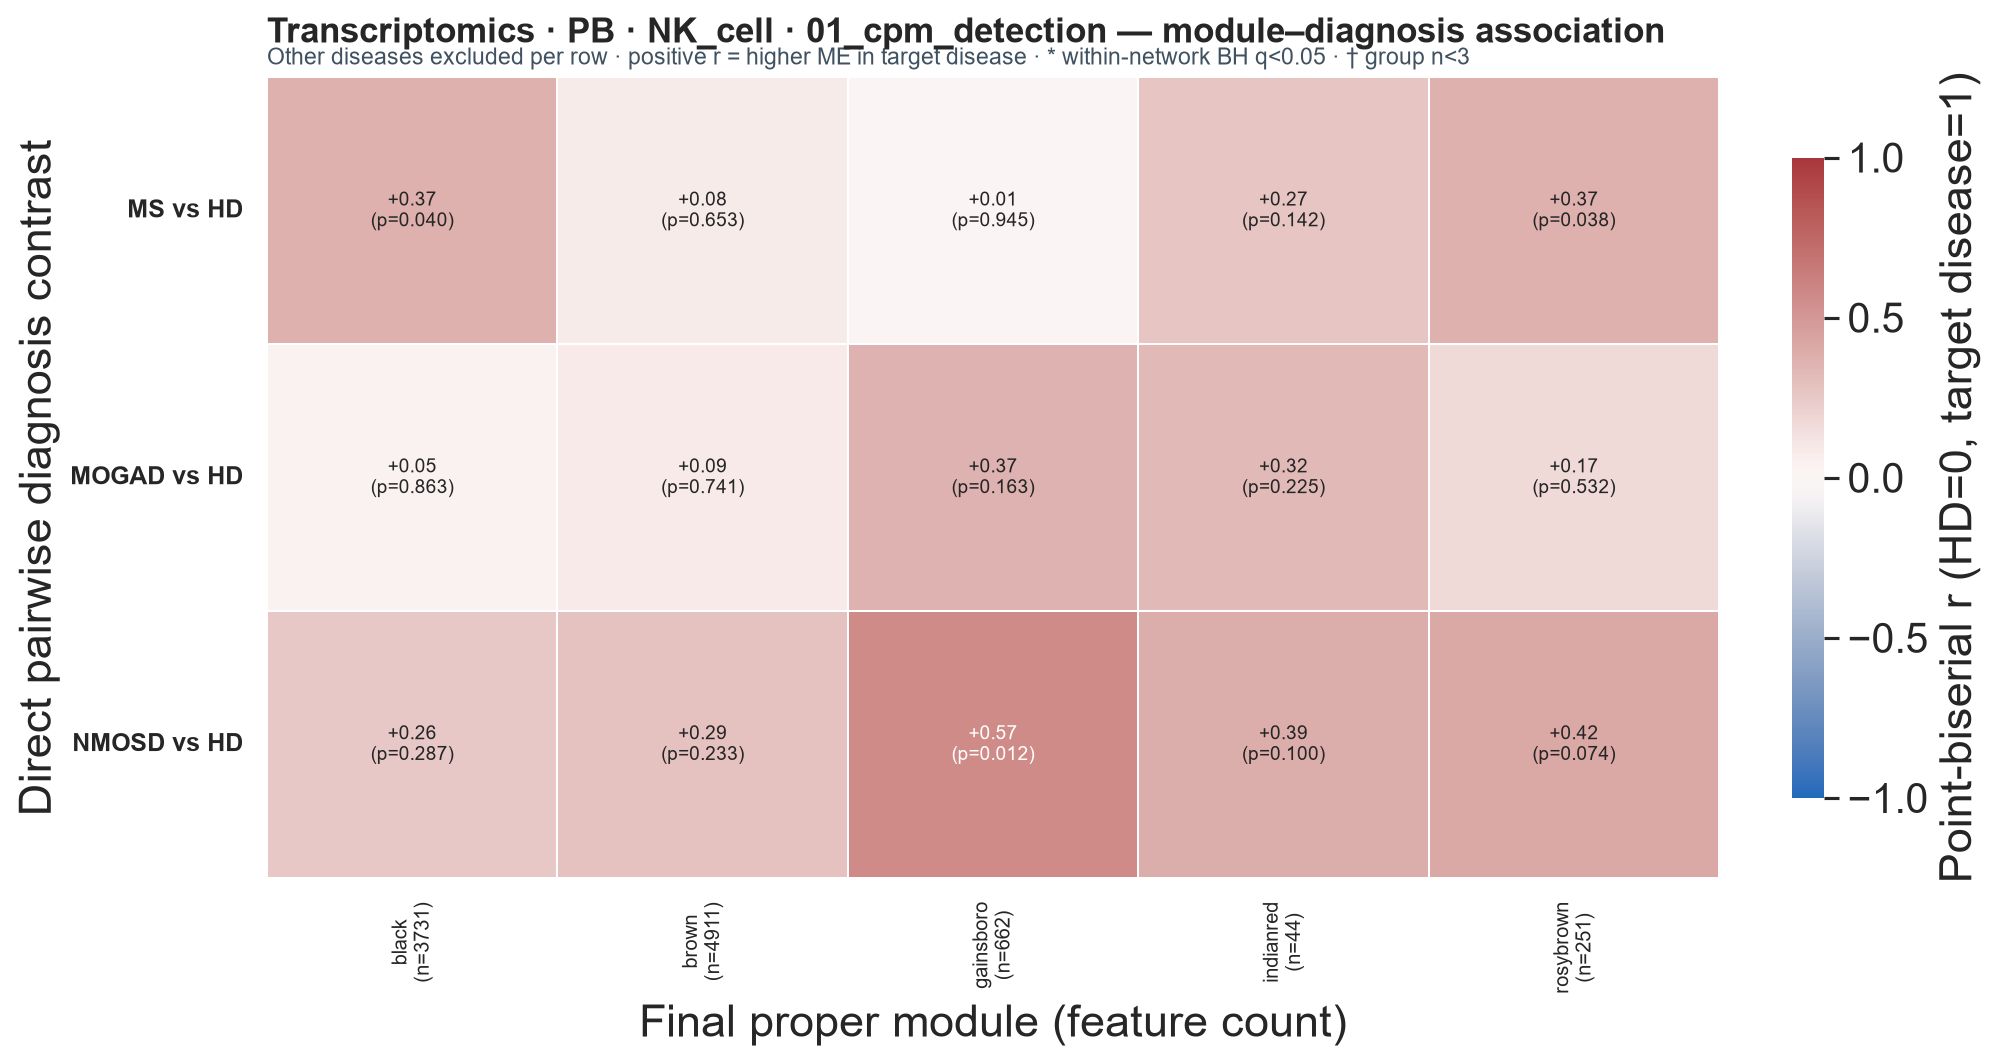 Transcriptomics · PB · NK_cell · 01_cpm_detection — module–diagnosis association
Other diseases excluded per row · positive r = higher ME in target disease · * within-network BH q<0.05 · † group n<3
Direct pairwise diagnosis contrast
MS vs HD
+0.37
(p=0.040)
+0.08
(p=0.653)
+0.01
(p=0.945)
+0.27
(p=0.142)
+0.37
(p=0.038)
MOGAD vs HD
+0.05
(p=0.863)
+0.09
(p=0.741)
+0.37
(p=0.163)
+0.32
(p=0.225)
+0.17
(p=0.532)
NMOSD vs HD
+0.26
(p=0.287)
+0.29
(p=0.233)
+0.57
(p=0.012)
+0.39
(p=0.100)
+0.42
(p=0.074)
black
(n=3731)
brown
(n=4911)
gainsboro
(n=662)
indianred
(n=44)
rosybrown
(n=251)
Final proper module (feature count)
1.0
0.5
0.0
−0.5
−1.0
Point-biserial r (HD=0, target disease=1)